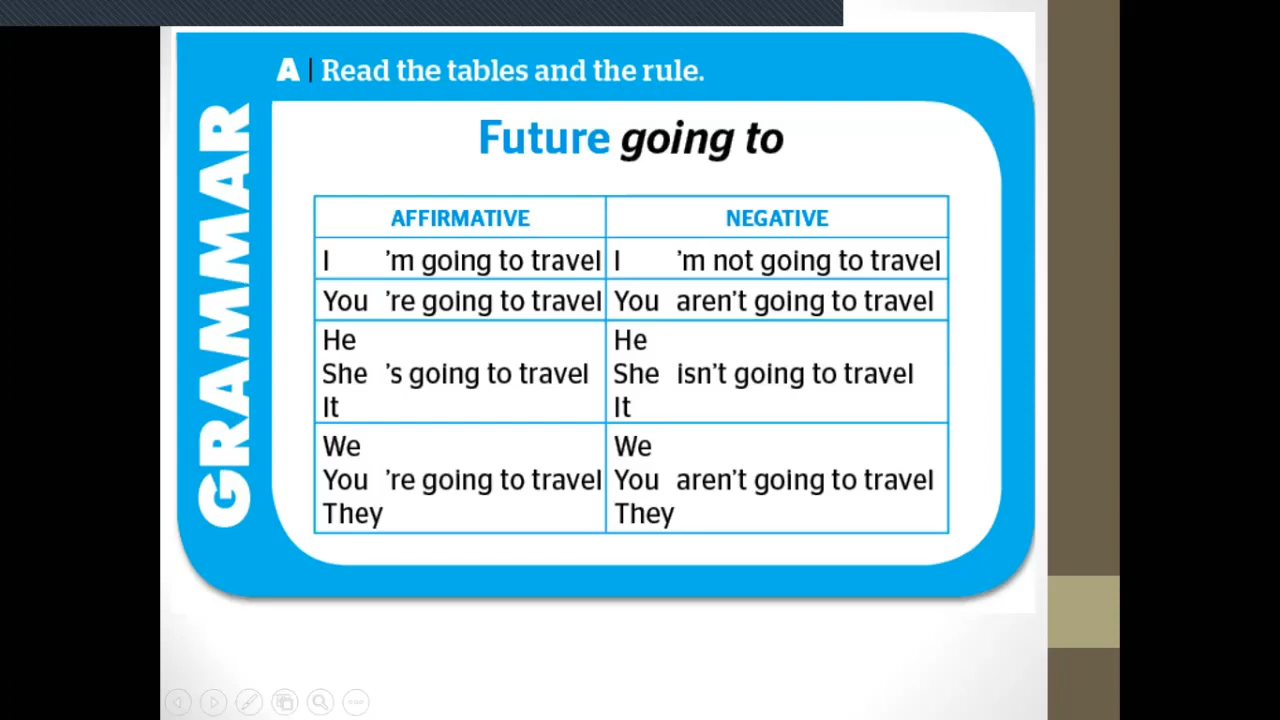 A | Read the tables and the rule.
GRAMMAR
Future going to
AFFIRMATIVE NEGATIVE
I ’m going to travel I ’m not going to travel
You ’re going to travel You aren’t going to travel
He He
She ’s going to travel She isn’t going to travel
It It
We We
You ’re going to travel You aren’t going to travel
They They